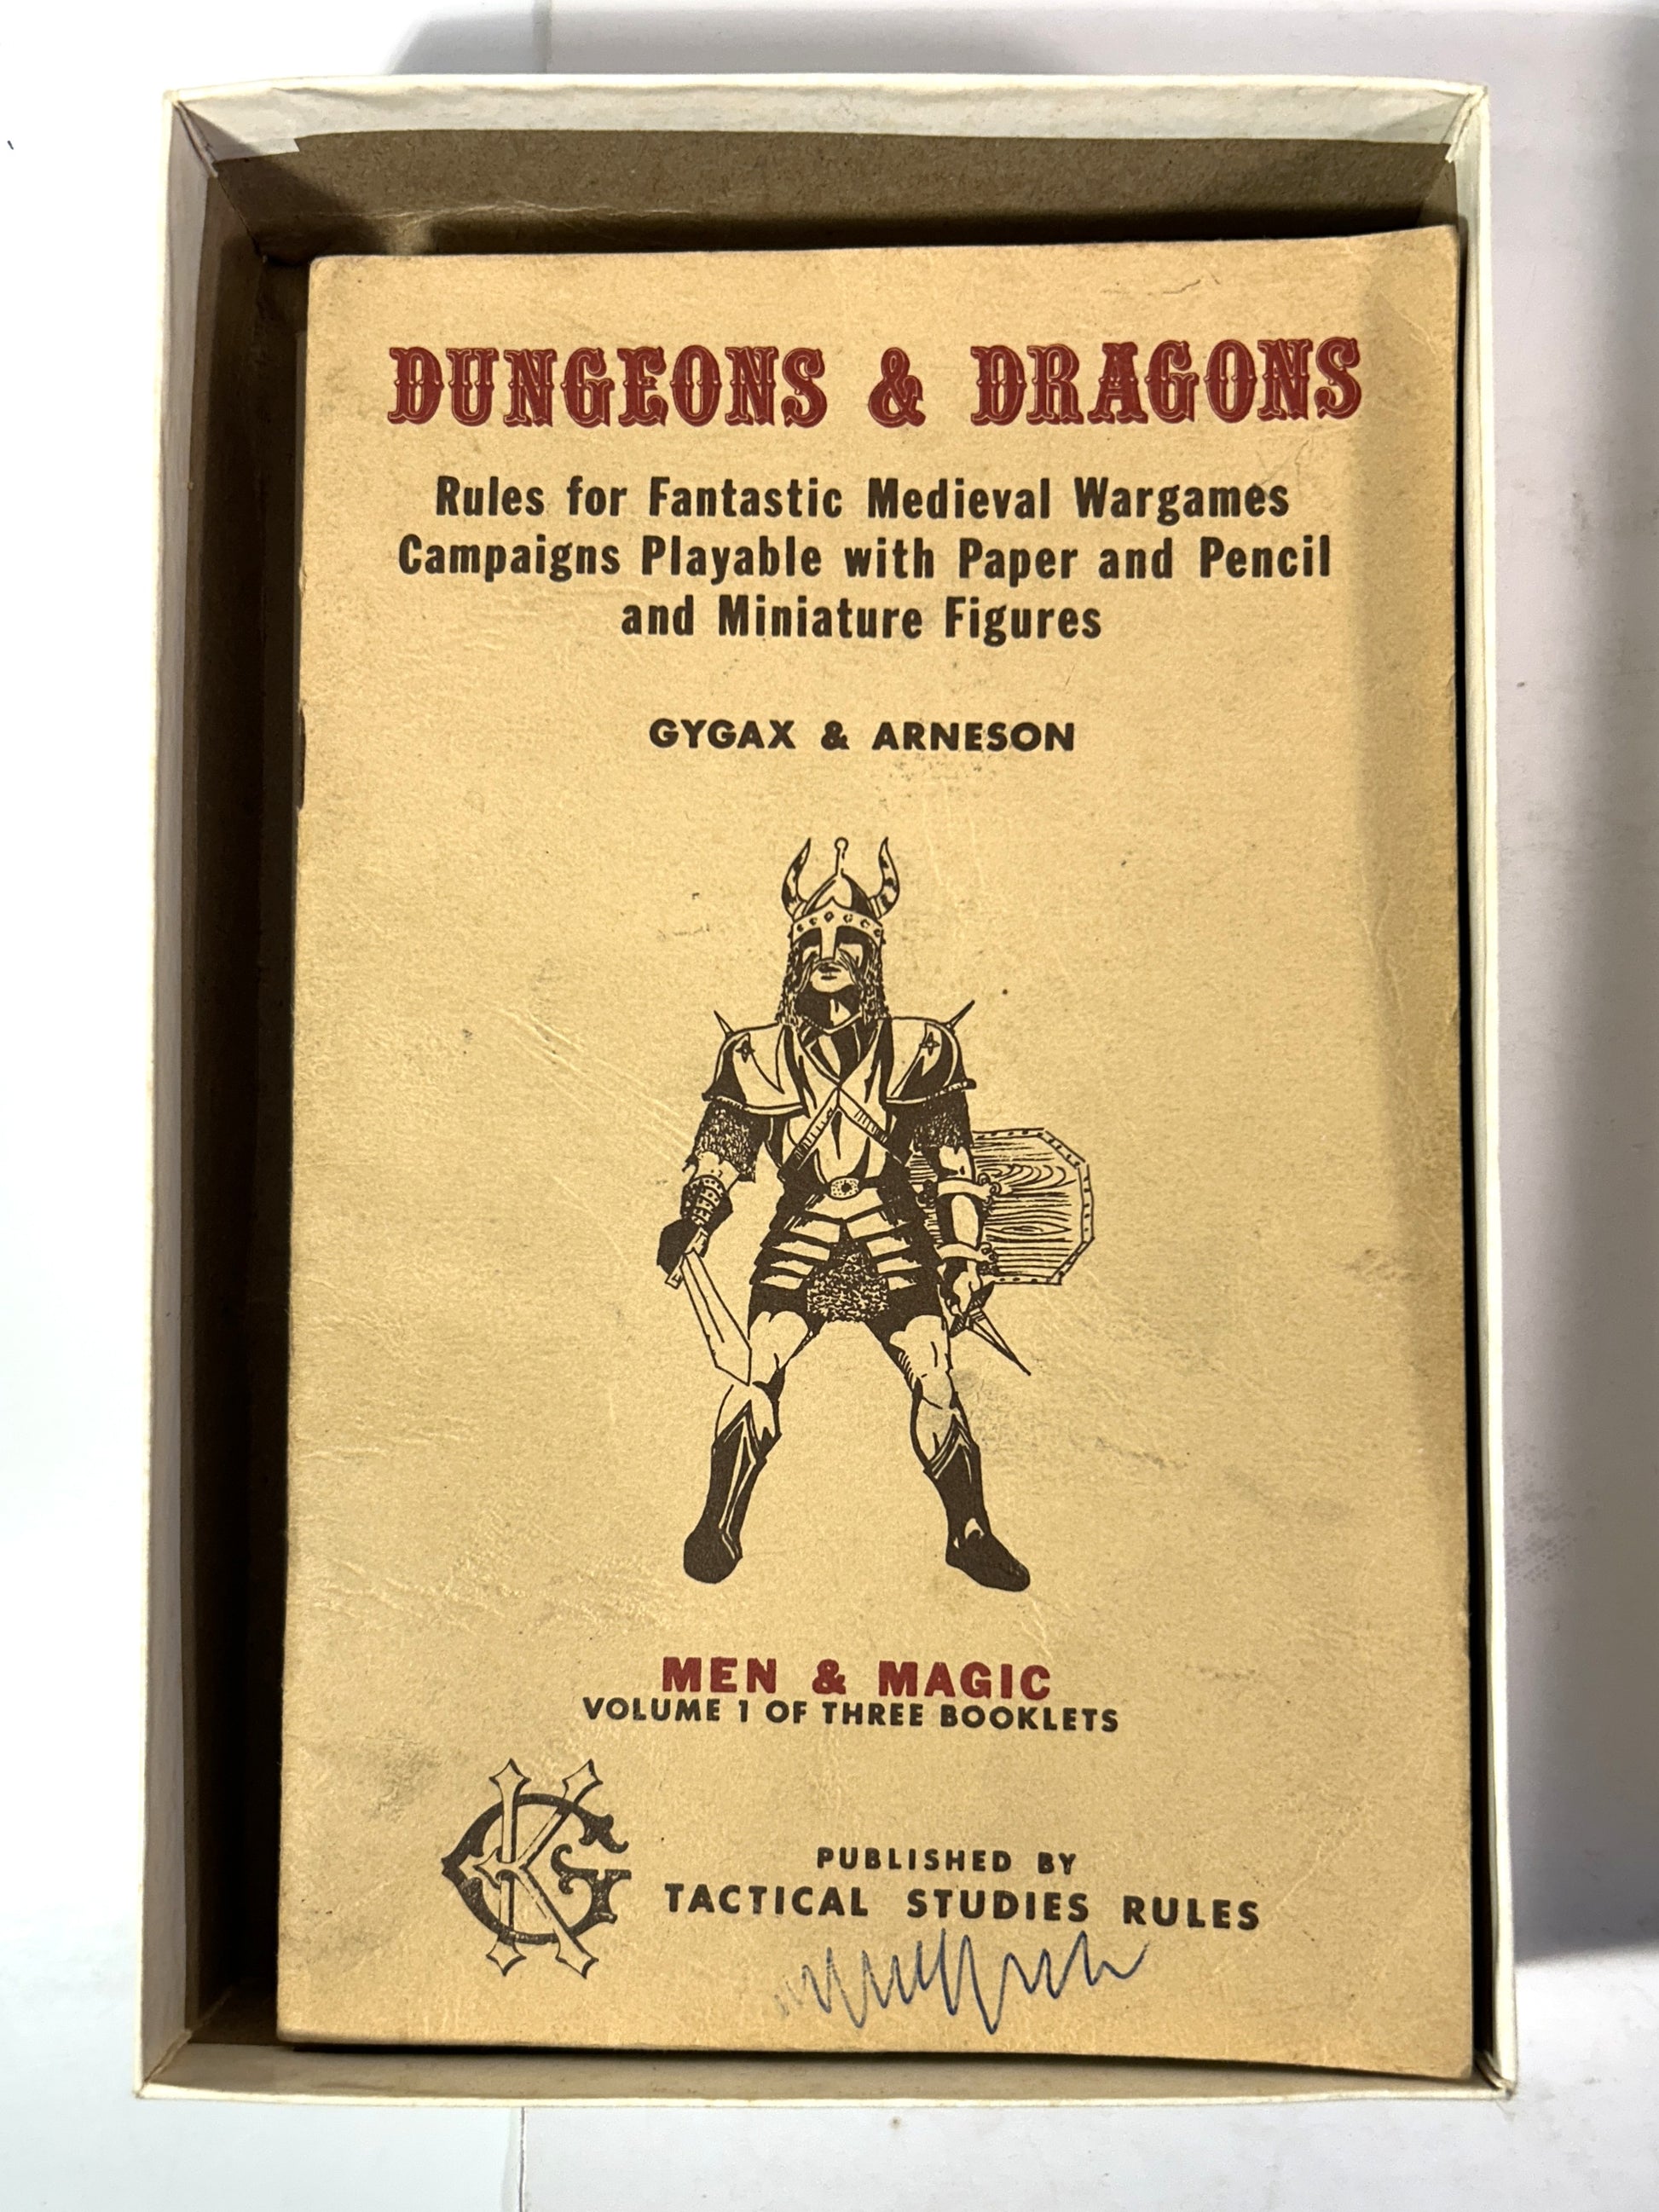 DUNGEONS & DRAGONS
Rules for Fantastic Medieval Wargames
Campaigns Playable with Paper and Pencil
and Miniature Figures
GYGAX & ARNESON
MEN & MAGIC
VOLUME 1 OF THREE BOOKLETS
GK
PUBLISHED BY
TACTICAL STUDIES RULES